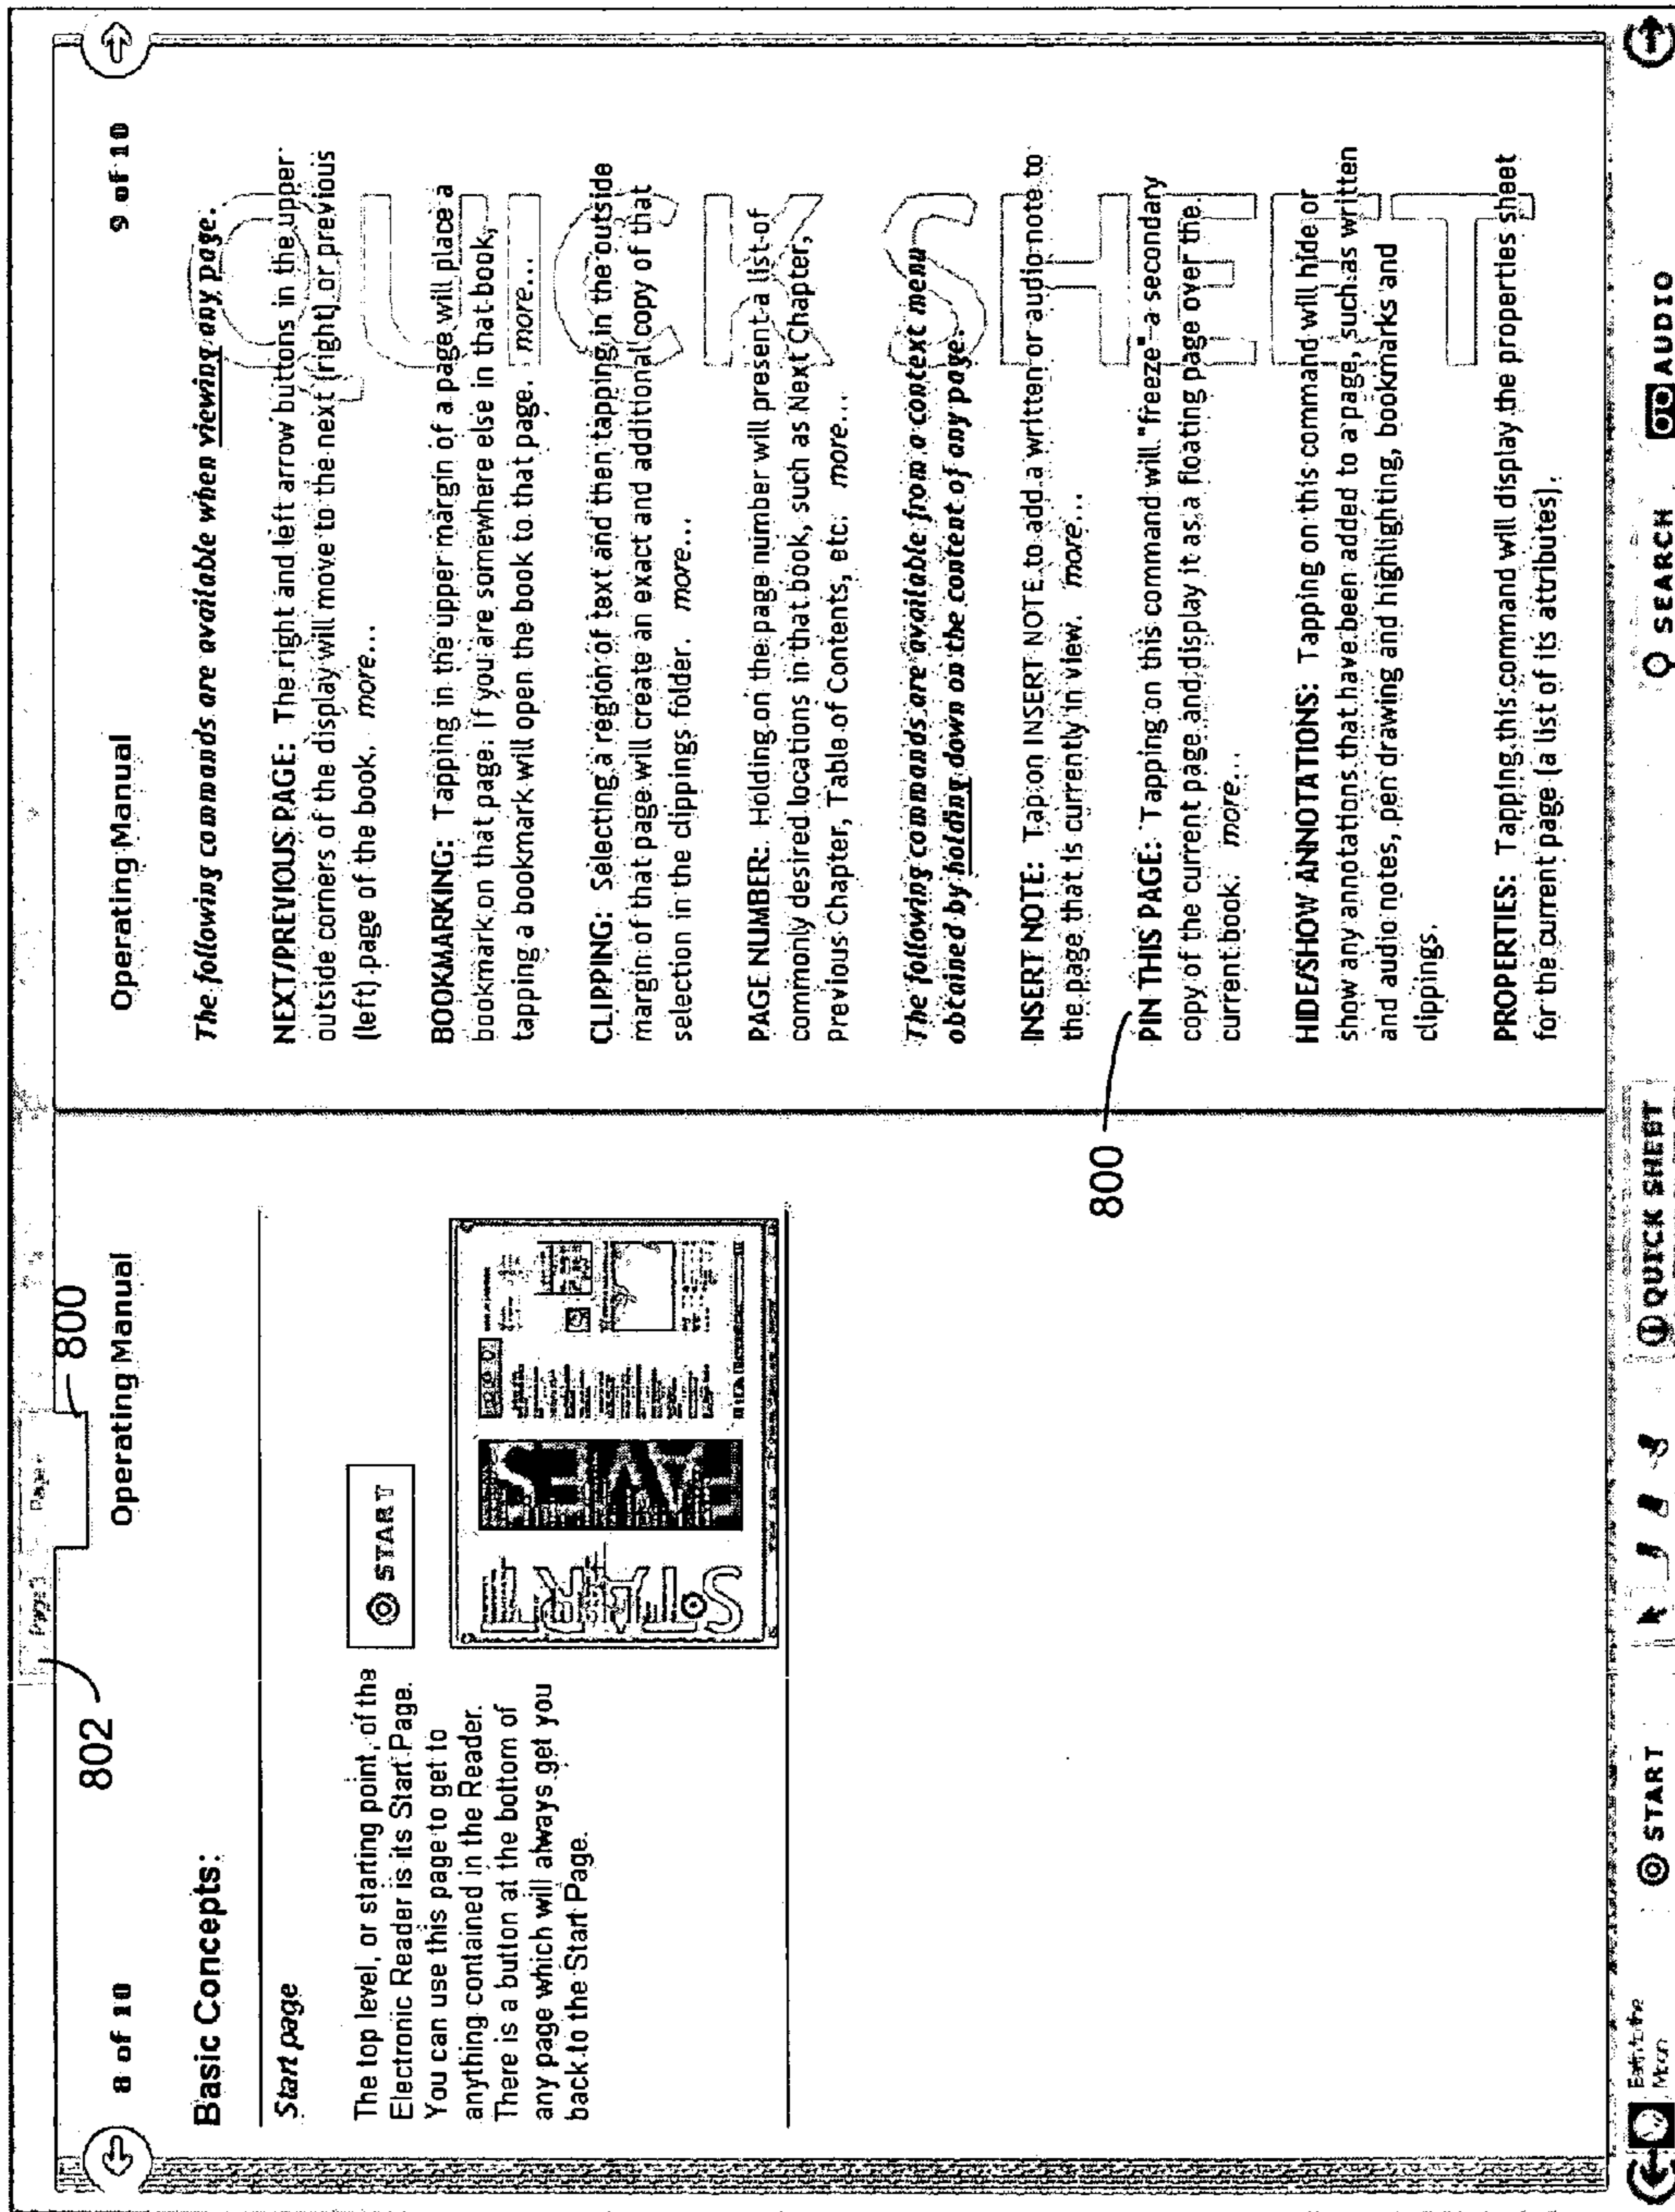 802
800
8 of 10
Operating Manual
Basic Concepts:
Start page
The top level, or starting point, of the
Electronic Reader is its Start Page.
You can use this page to get to
anything contained in the Reader.
There is a button at the bottom of
any page which will always get you
back to the Start Page.
START
START
Operating Manual
9 of 10
QUICK SHEET
The following commands are available when viewing any page.
NEXT/PREVIOUS PAGE: The right and left arrow buttons in the upper
outside corners of the display will move to the next (right) or previous
(left) page of the book. more...
BOOKMARKING: Tapping in the upper margin of a page will place a
bookmark on that page. If you are somewhere else in that book,
tapping a bookmark will open the book to that page. more...
CLIPPING: Selecting a region of text and then tapping in the outside
margin of that page will create an exact and additional copy of that
selection in the clippings folder. more...
PAGE NUMBER: Holding on the page number will present a list of
commonly desired locations in that book, such as Next Chapter,
Previous Chapter, Table of Contents, etc. more...
The following commands are available from a context menu
obtained by holding down on the content of any page.
INSERT NOTE: Tap on INSERT NOTE to add a written or audio note to
the page that is currently in view. more...
800
PIN THIS PAGE: Tapping on this command will "freeze" a secondary
copy of the current page and display it as a floating page over the
current book. more...
HIDE/SHOW ANNOTATIONS: Tapping on this command will hide or
show any annotations that have been added to a page, such as written
and audio notes, pen drawing and highlighting, bookmarks and
clippings.
PROPERTIES: Tapping this command will display the properties sheet
for the current page (a list of its attributes).
START
QUICK SHEET
SEARCH
AUDIO